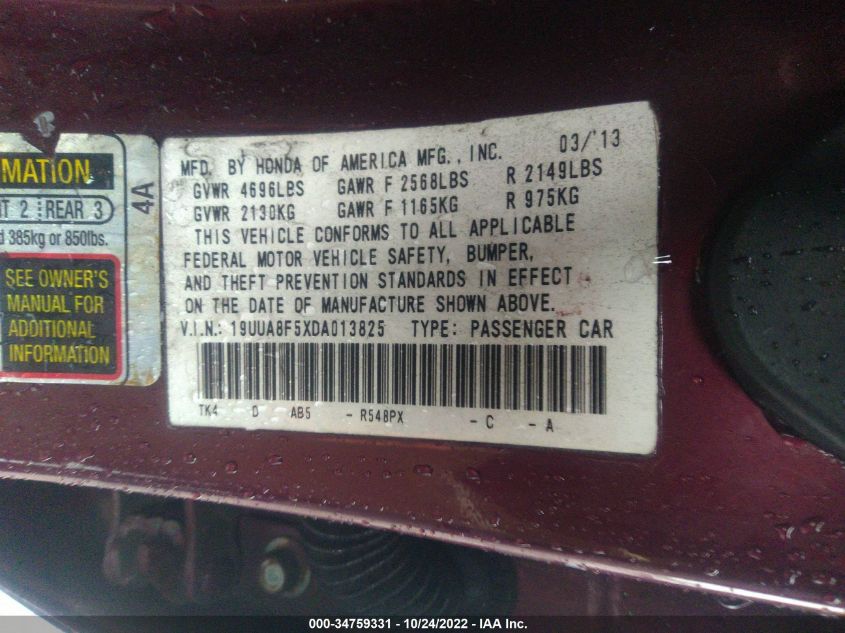 MATION
T 2 REAR 3
385kg or 850lbs.
SEE OWNER'S
MANUAL FOR
ADDITIONAL
INFORMATION
4A
MFD. BY HONDA OF AMERICA MFG., INC. 03/'13
GVWR 4696LBS GAWR F 2568LBS R 2149LBS
GVWR 2130KG GAWR F 1165KG R 975KG
THIS VEHICLE CONFORMS TO ALL APPLICABLE
FEDERAL MOTOR VEHICLE SAFETY, BUMPER,
AND THEFT PREVENTION STANDARDS IN EFFECT
ON THE DATE OF MANUFACTURE SHOWN ABOVE.
V.I.N.: 19UUA8F5XDA013825 TYPE: PASSENGER CAR
TK4 D AB5 - R548PX - C - A
000-34759331 - 10/24/2022 - IAA Inc.